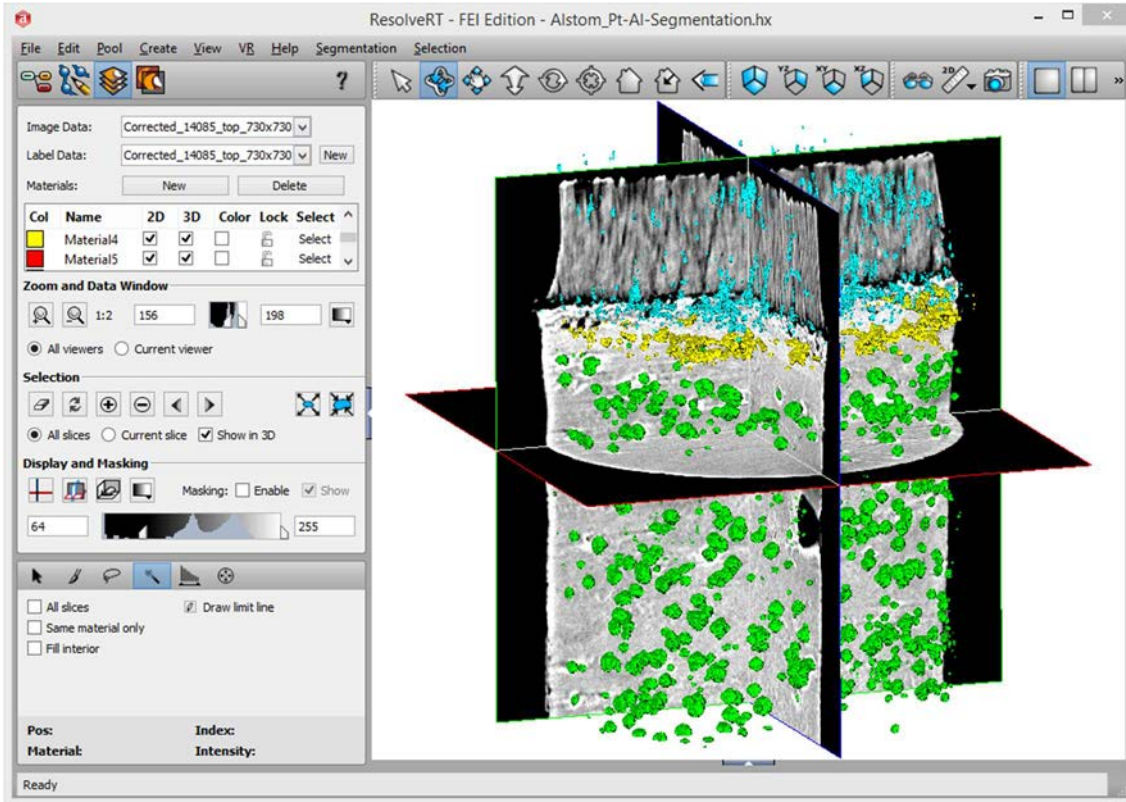 ResolveRT - FEI Edition - Alstom_Pt-Al-Segmentation.hx
File Edit Pool Create View VR Help Segmentation Selection
? YZ XY XZ 2D »
Image Data: Corrected_14085_top_730x730
Label Data: Corrected_14085_top_730x730 New
Materials: New Delete
Col Name 2D 3D Color Lock Select
Material4 Select
Material5 Select
Zoom and Data Window
1:2 156 198
All viewers Current viewer
Selection
All slices Current slice Show in 3D
Display and Masking
Masking: Enable Show
64 255
All slices Draw limit line
Same material only
Fill interior
Pos: Index:
Material: Intensity:
Ready